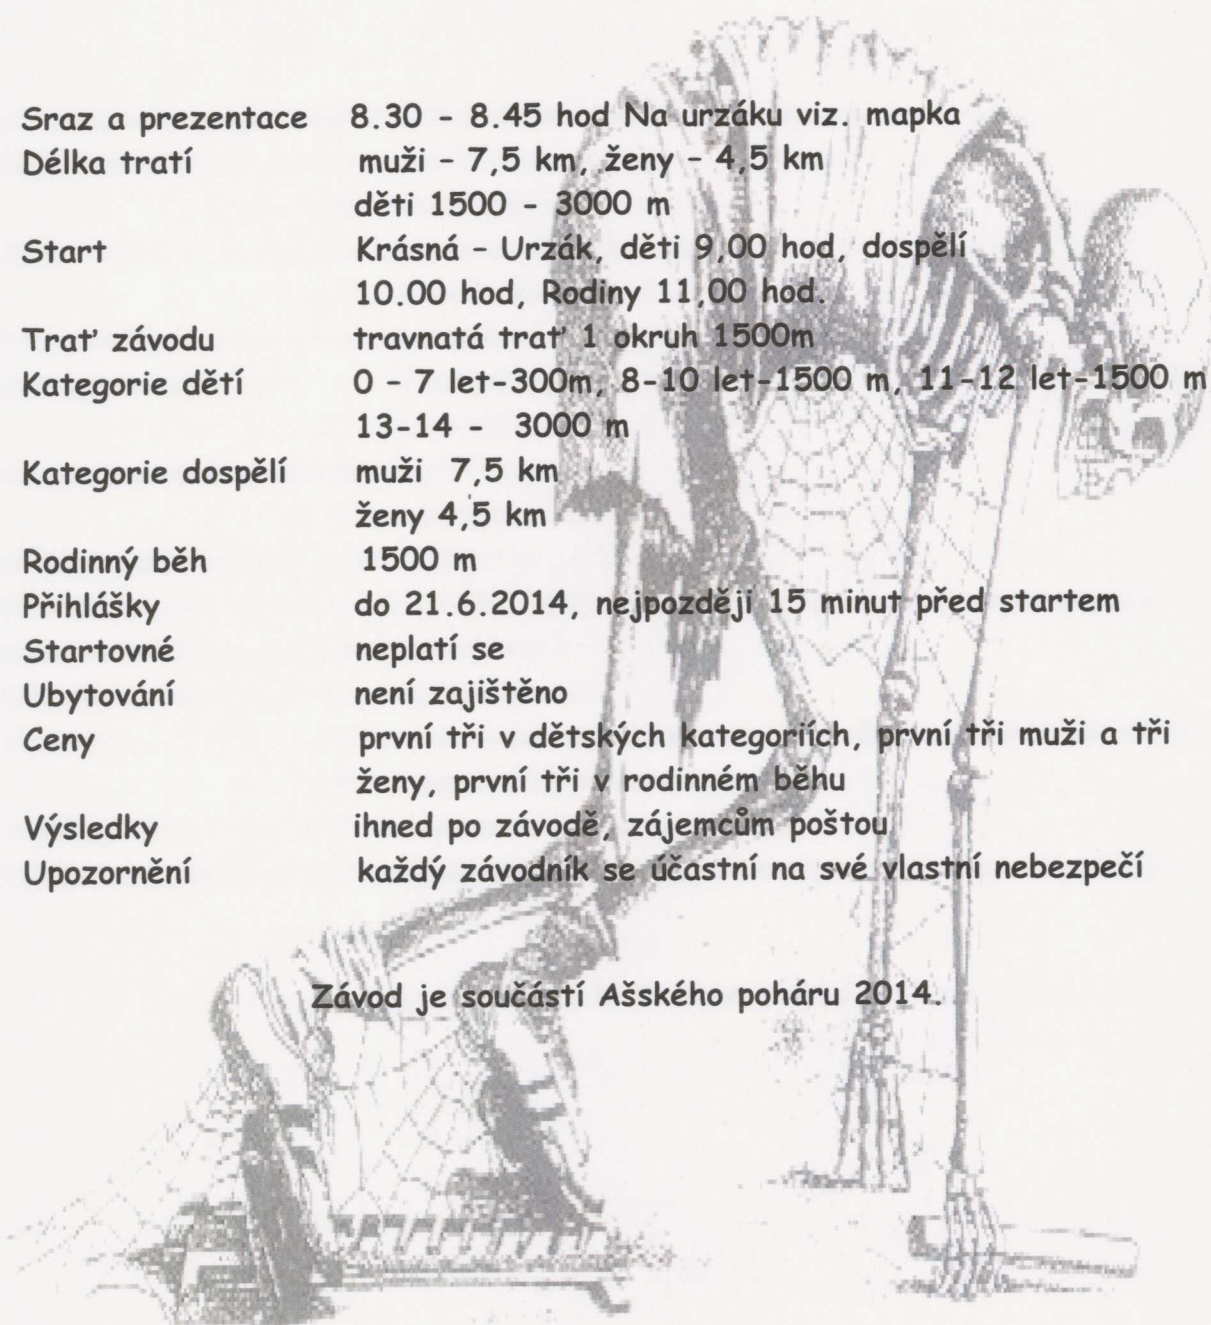 Sraz a prezentace 8.30 - 8.45 hod Na urzáku viz. mapka
Délka tratí muži - 7,5 km, ženy - 4,5 km
děti 1500 - 3000 m
Start Krásná - Urzák, děti 9,00 hod, dospělí
10.00 hod, Rodiny 11,00 hod.
Trať závodu travnatá trať 1 okruh 1500m
Kategorie dětí 0 - 7 let-300m, 8-10 let-1500 m, 11-12 let-1500 m
13-14 - 3000 m
Kategorie dospělí muži 7,5 km
ženy 4,5 km
Rodinný běh 1500 m
Přihlášky do 21.6.2014, nejpozději 15 minut před startem
Startovné neplatí se
Ubytování není zajištěno
Ceny první tři v dětských kategoriích, první tři muži a tři
ženy, první tři v rodinném běhu
Výsledky ihned po závodě, zájemcům poštou
Upozornění každý závodník se účastní na své vlastní nebezpečí
Závod je součástí Ašského poháru 2014.